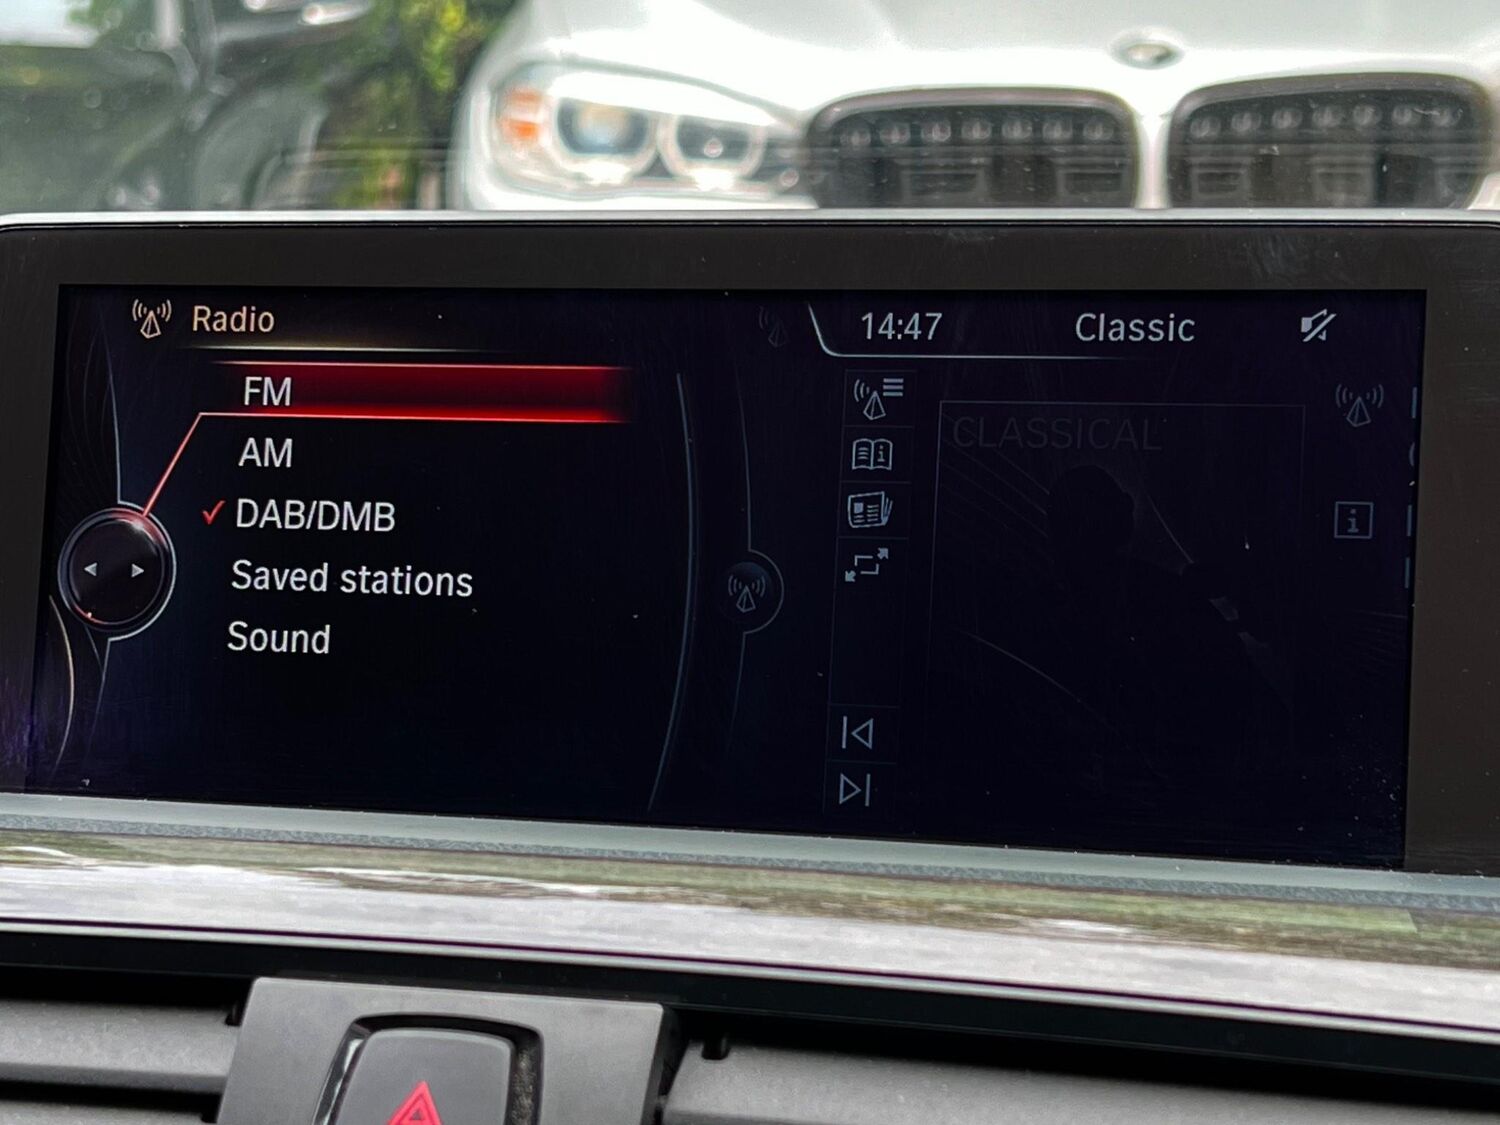 Radio
14:47 Classic
FM
AM
DAB/DMB
Saved stations
Sound
CLASSICAL